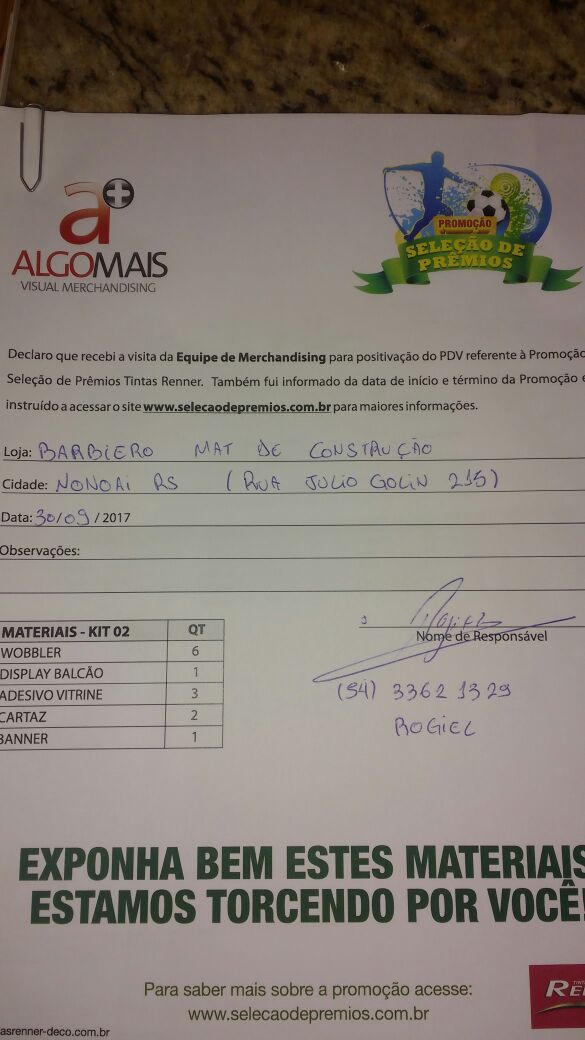 a+
ALGOMAIS
VISUAL MERCHANDISING
PROMOÇÃO
SELEÇÃO DE
PRÊMIOS
Declaro que recebi a visita da Equipe de Merchandising para positivação do PDV referente à Promoção
Seleção de Prêmios Tintas Renner. Também fui informado da data de início e término da Promoção e
instruído a acessar o site www.selecaodepremios.com.br para maiores informações.
Loja: BARBIERO MAT DE CONSTRUÇÃO
Cidade: NONOAI RS (RUA JULIO GOLIN 215)
Data: 30/09/2017
Observações:
Nome de Responsável
MATERIAIS - KIT 02 QT
WOBBLER 6
DISPLAY BALCÃO 1
ADESIVO VITRINE 3
CARTAZ 2
BANNER 1
(54) 3362 1329
ROGIEL
EXPONHA BEM ESTES MATERIAIS
ESTAMOS TORCENDO POR VOCÊ!
Para saber mais sobre a promoção acesse:
www.selecaodepremios.com.br
asrenner-deco.com.br